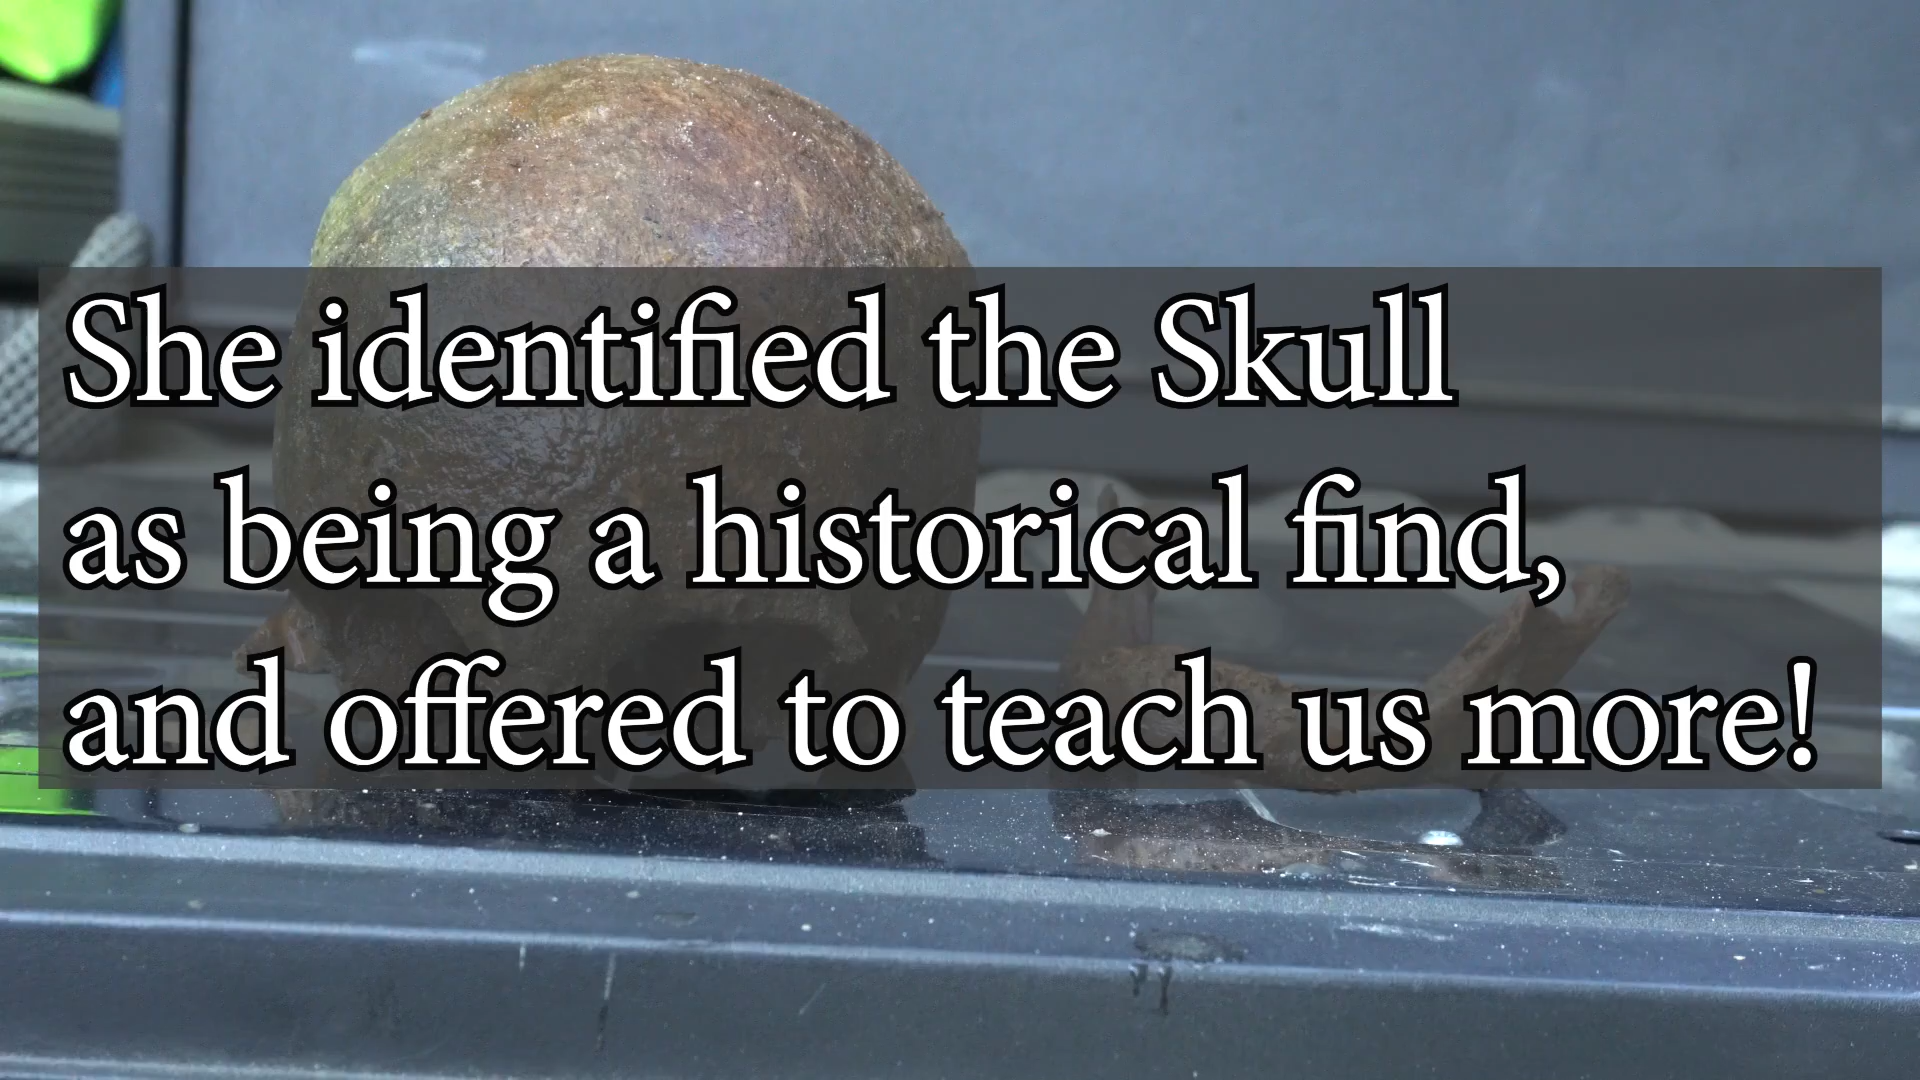 She identified the Skull
as being a historical find,
and offered to teach us more!